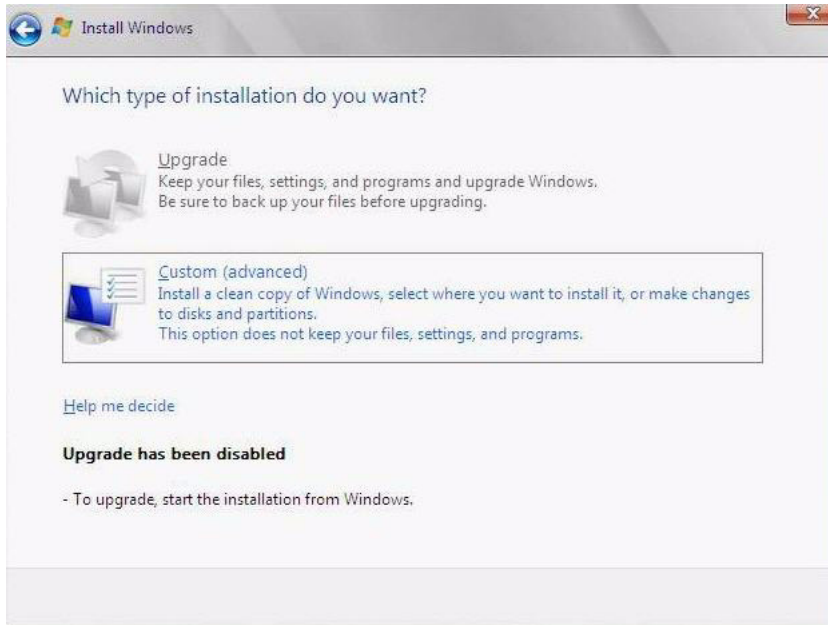 Install Windows
Which type of installation do you want?
Upgrade
Keep your files, settings, and programs and upgrade Windows.
Be sure to back up your files before upgrading.
Custom (advanced)
Install a clean copy of Windows, select where you want to install it, or make changes
to disks and partitions.
This option does not keep your files, settings, and programs.
Help me decide
Upgrade has been disabled
- To upgrade, start the installation from Windows.